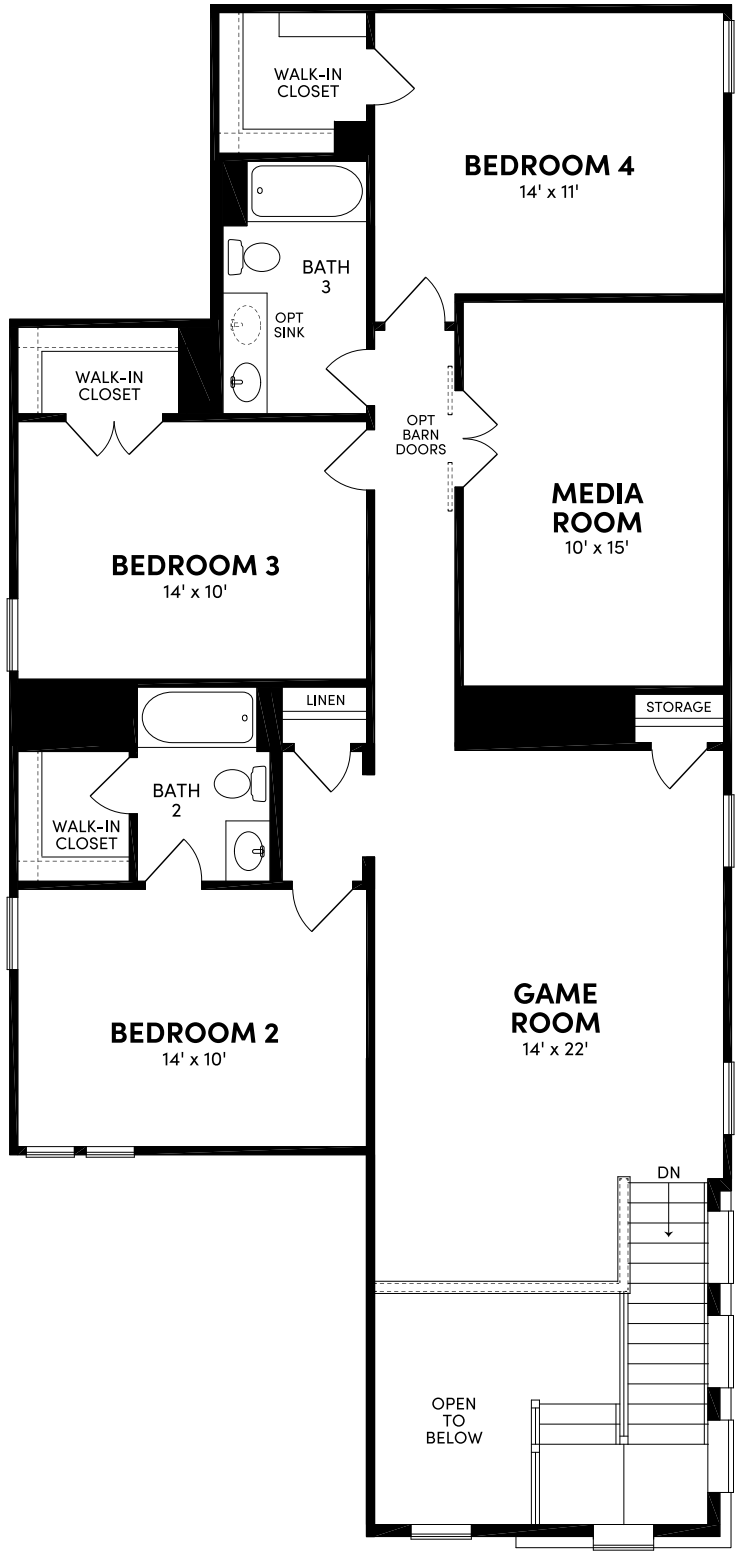 WALK-IN
CLOSET
BEDROOM 4
14' x 11'
BATH
3
OPT
SINK
WALK-IN
CLOSET
OPT
BARN
DOORS
MEDIA
ROOM
10' x 15'
BEDROOM 3
14' x 10'
LINEN
STORAGE
BATH
2
WALK-IN
CLOSET
GAME
ROOM
14' x 22'
BEDROOM 2
14' x 10'
DN
OPEN
TO
BELOW